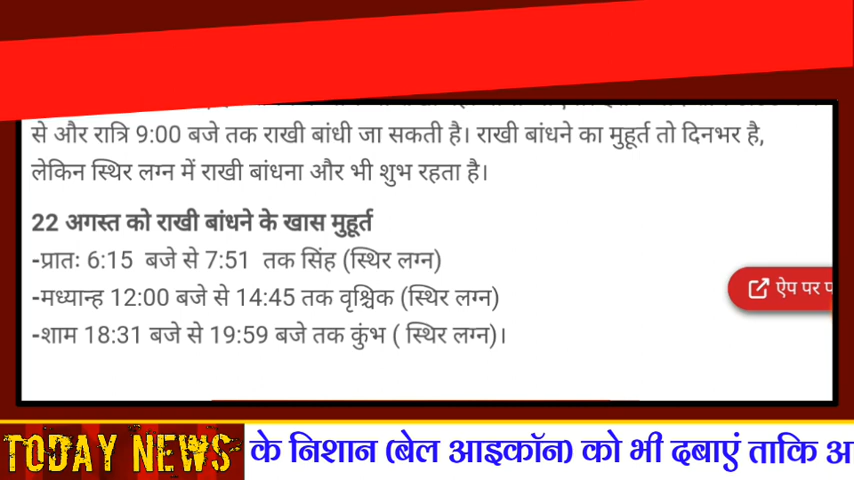 से और रात्रि 9:00 बजे तक राखी बांधी जा सकती है। राखी बांधने का मुहूर्त तो दिनभर है,
लेकिन स्थिर लग्न में राखी बांधना और भी शुभ रहता है।
22 अगस्त को राखी बांधने के खास मुहूर्त
-प्रातः 6:15 बजे से 7:51 तक सिंह (स्थिर लग्न)
-मध्यान्ह 12:00 बजे से 14:45 तक वृश्चिक (स्थिर लग्न)
ऐप पर
-शाम 18:31 बजे से 19:59 बजे तक कुंभ ( स्थिर लग्न)।
TODAY NEWS के निशान (बेल आइकॉन) को भी दबाएं ताकि